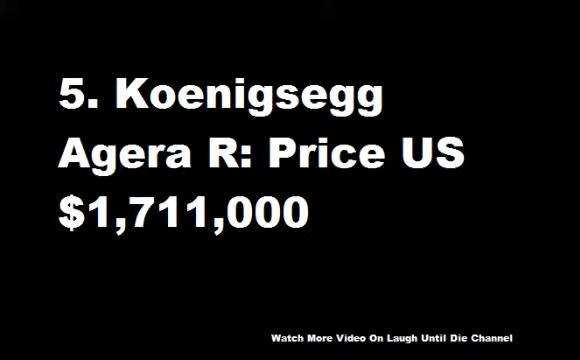 5. Koenigsegg
Agera R: Price US
$1,711,000
Watch More Video On Laugh Until Die Channel